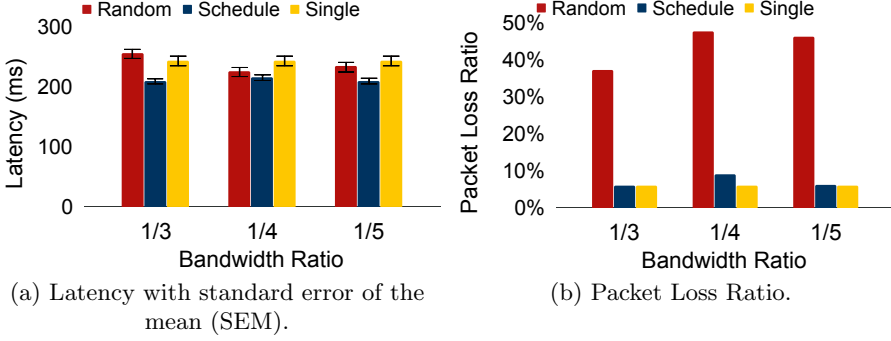 Random Schedule Single
300
200
100
0
Latency (ms)
1/3 1/4 1/5
Bandwidth Ratio
(a) Latency with standard error of the
mean (SEM).
Random Schedule Single
50%
40%
30%
20%
10%
0%
Packet Loss Ratio
1/3 1/4 1/5
Bandwidth Ratio
(b) Packet Loss Ratio.